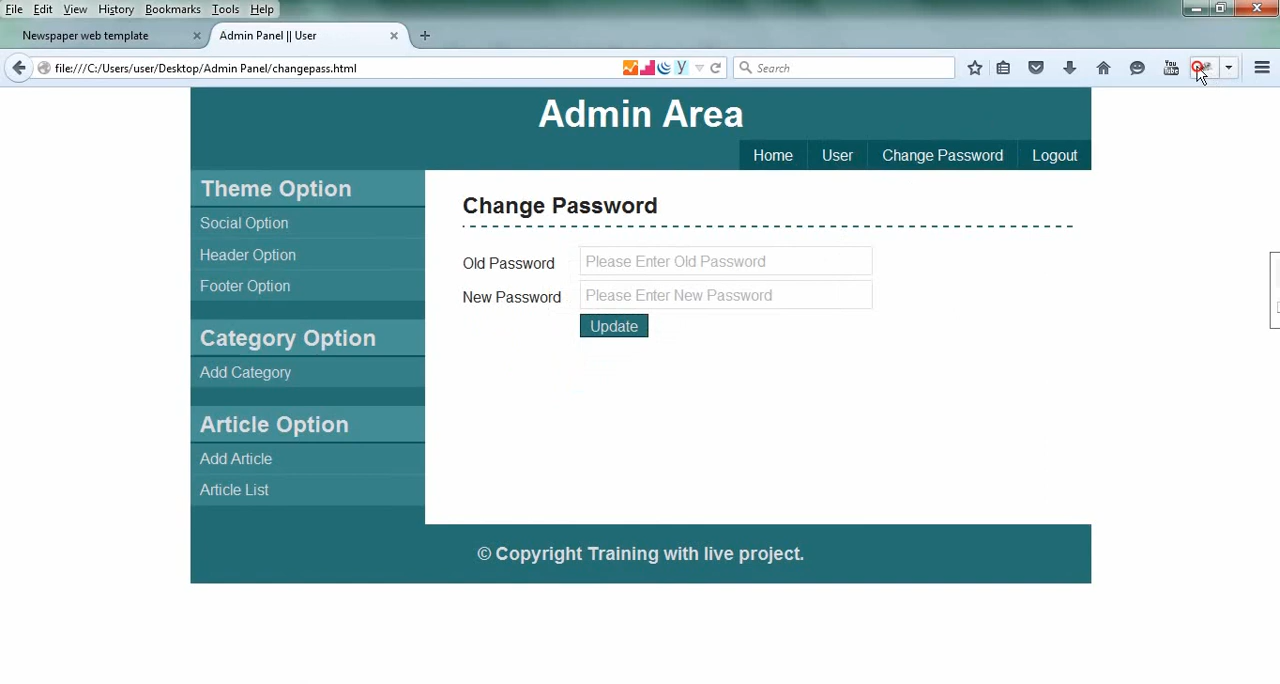 File Edit View History Bookmarks Tools Help
Newspaper web template × Admin Panel || User × +
file:///C:/Users/user/Desktop/Admin Panel/changepass.html Search You Tube
Admin Area
Home User Change Password Logout
Theme Option
Social Option
Header Option
Footer Option
Category Option
Add Category
Article Option
Add Article
Article List
Change Password
Old Password Please Enter Old Password
New Password Please Enter New Password
Update
© Copyright Training with live project.